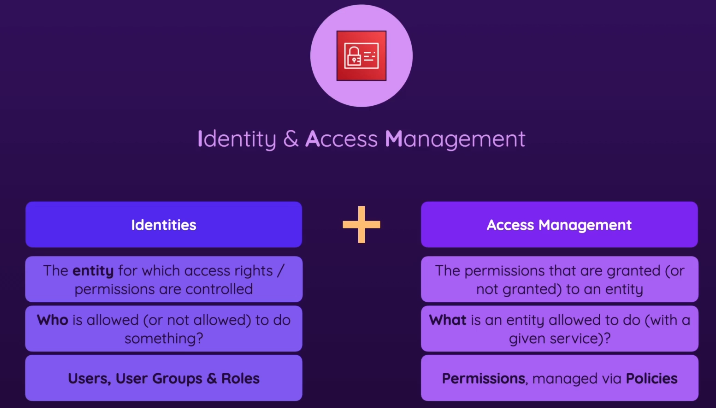 Identity & Access Management
Identities
The entity for which access rights /
permissions are controlled
Who is allowed (or not allowed) to do
something?
Users, User Groups & Roles
+
Access Management
The permissions that are granted (or
not granted) to an entity
What is an entity allowed to do (with a
given service)?
Permissions, managed via Policies